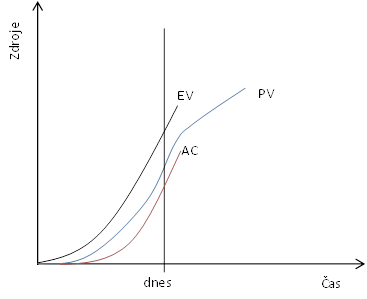 Zdroje
EV
PV
AC
dnes
Čas